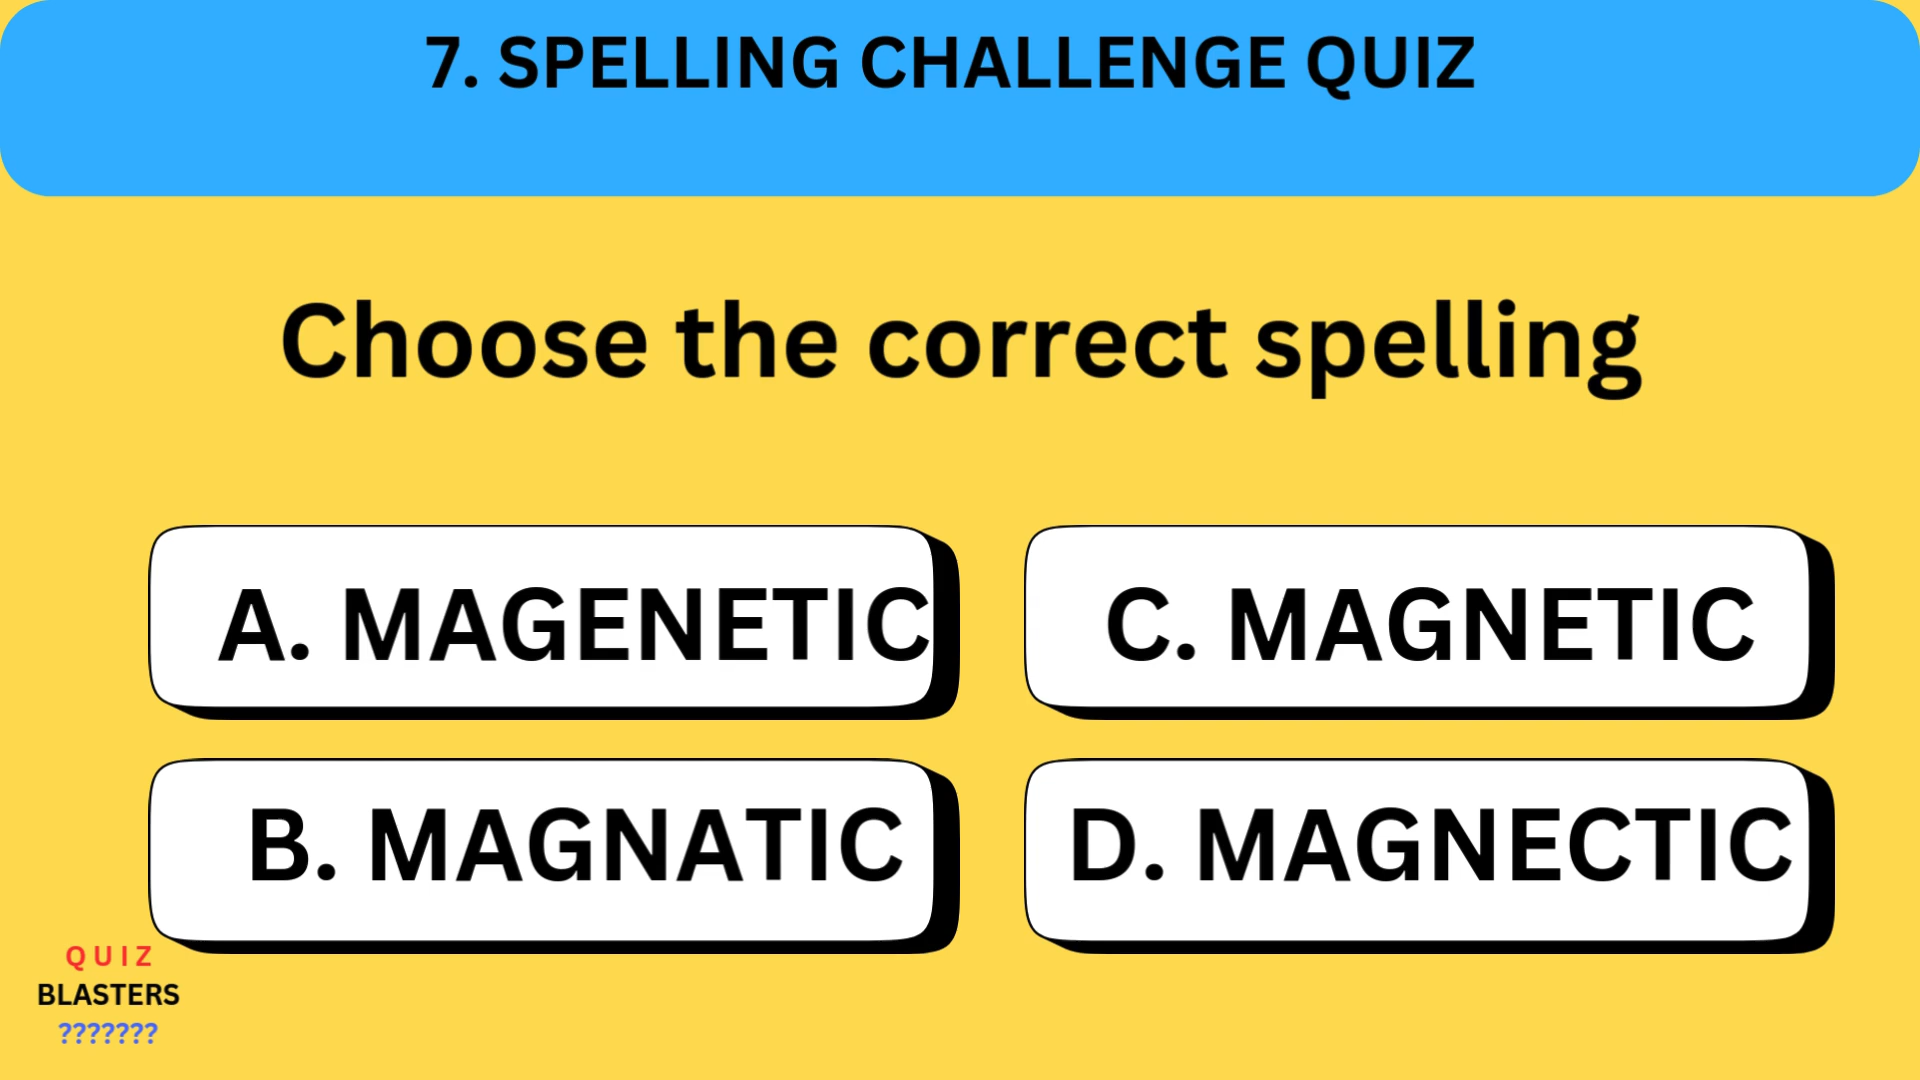 7. SPELLING CHALLENGE QUIZ
Choose the correct spelling
A. MAGENETIC
C. MAGNETIC
B. MAGNATIC
D. MAGNECTIC
QUIZ
BLASTERS
???????